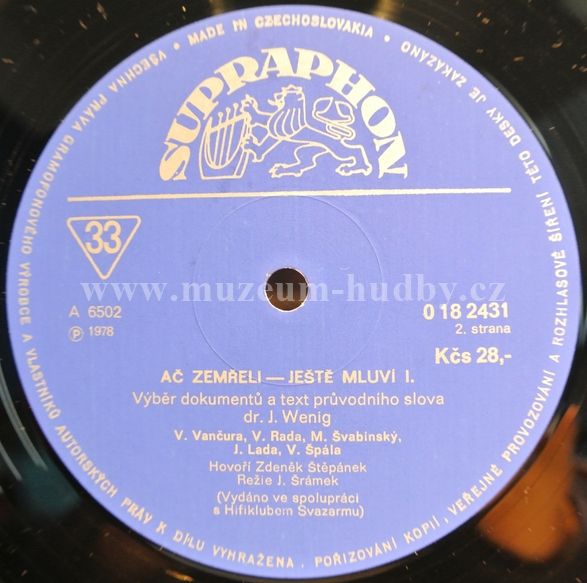 VŠECHNA PRÁVA GRAMOFONOVÉHO VÝROBCE A VLASTNÍKŮ AUTORSKÝCH PRÁV K DÍLU VYHRAŽENA. POŘIZOVÁNÍ KOPIÍ, VEŘEJNÉ PROVOZOVÁNÍ A ROZHLASOVÉ ŠÍŘENÍ TÉTO DESKY JE ZAKÁZÁNO • MADE IN CZECHOSLOVAKIA •
SUPRAPHON
33
www.muzeum-hudby.cz
A 6502
0 18 2431
℗ 1978
2. strana
Kčs 28,-
AČ ZEMŘELI — JEŠTĚ MLUVÍ I.
Výběr dokumentů a text průvodního slova
dr. J. Wenig
V. Vančura, V. Rada, M. Švabinský,
J. Lada, V. Špála
Hovoří Zdeněk Štěpánek
Režie J. Šrámek
(Vydáno ve spolupráci
s Hifiklubem Svazarmu)